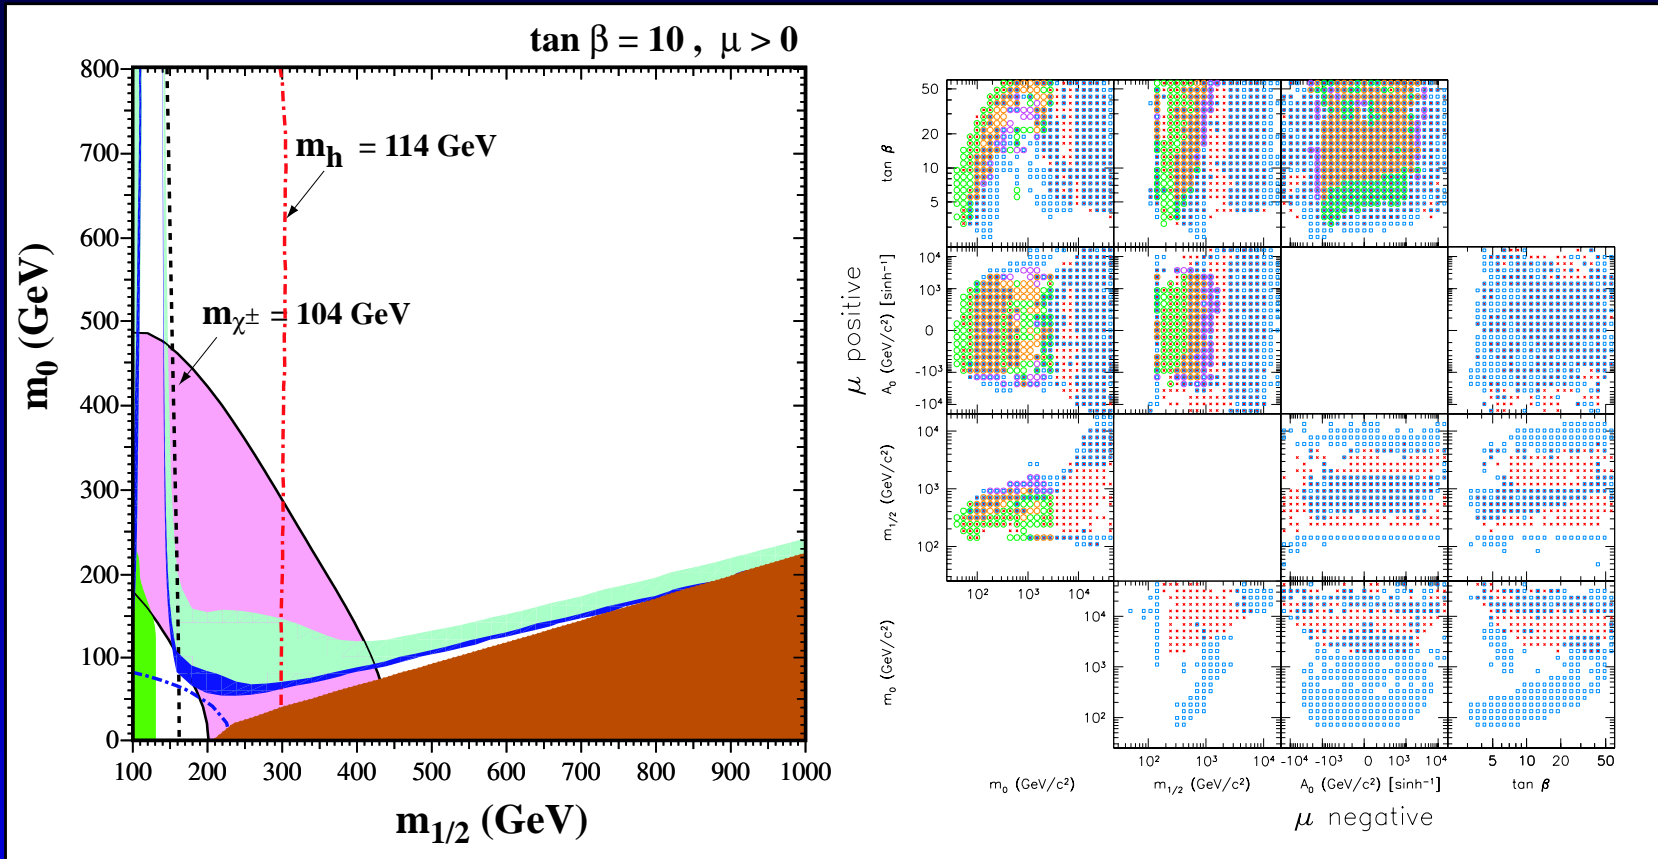 tan β = 10 , μ > 0
800
700
600
500
400
300
200
100
0
m0 (GeV)
mh = 114 GeV
mχ± = 104 GeV
100 200 300 400 500 600 700 800 900 1000
m1/2 (GeV)
50
20
10
5
tan β
μ positive
10⁴
10³
0
-10³
-10⁴
A₀ (GeV/c²) [sinh⁻¹]
10⁴
10³
10²
m1/2 (GeV/c²)
10² 10³ 10⁴
10⁴
10³
10²
m₀ (GeV/c²)
10² 10³ 10⁴ -10⁴ -10³ 0 10³ 10⁴ 5 10 20 50
m₀ (GeV/c²) m1/2 (GeV/c²) A₀ (GeV/c²) [sinh⁻¹] tan β
μ negative